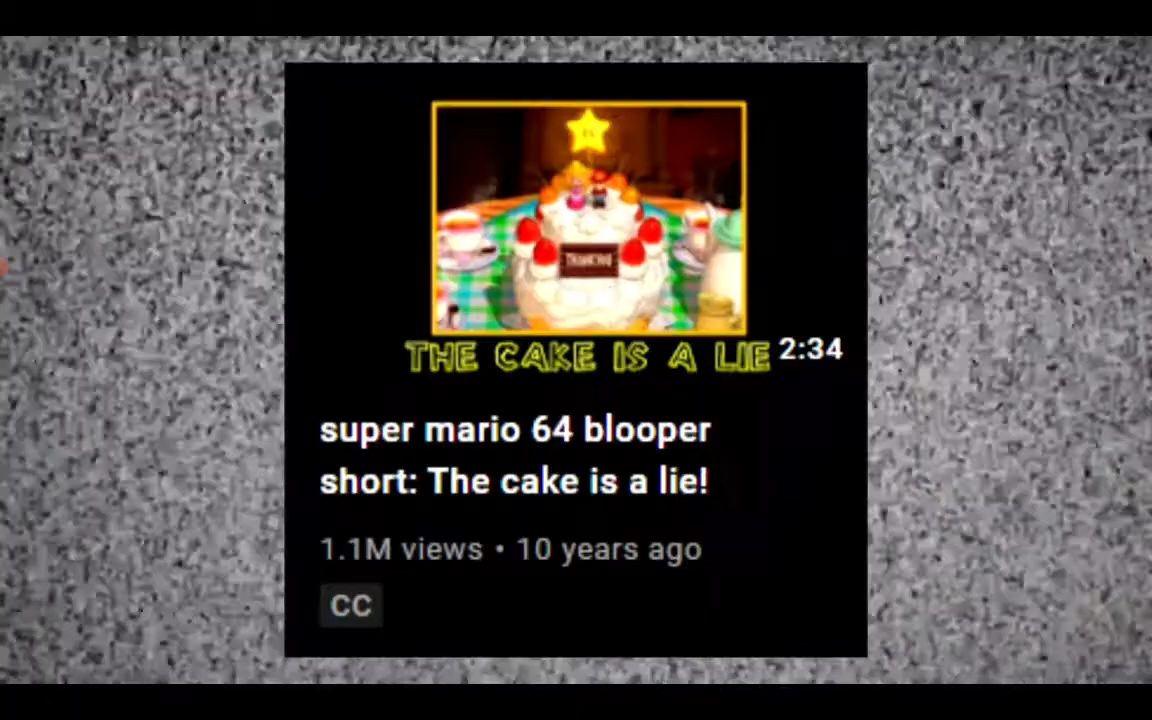 THE CAKE IS A LIE
2:34
super mario 64 blooper
short: The cake is a lie!
1.1M views • 10 years ago
CC